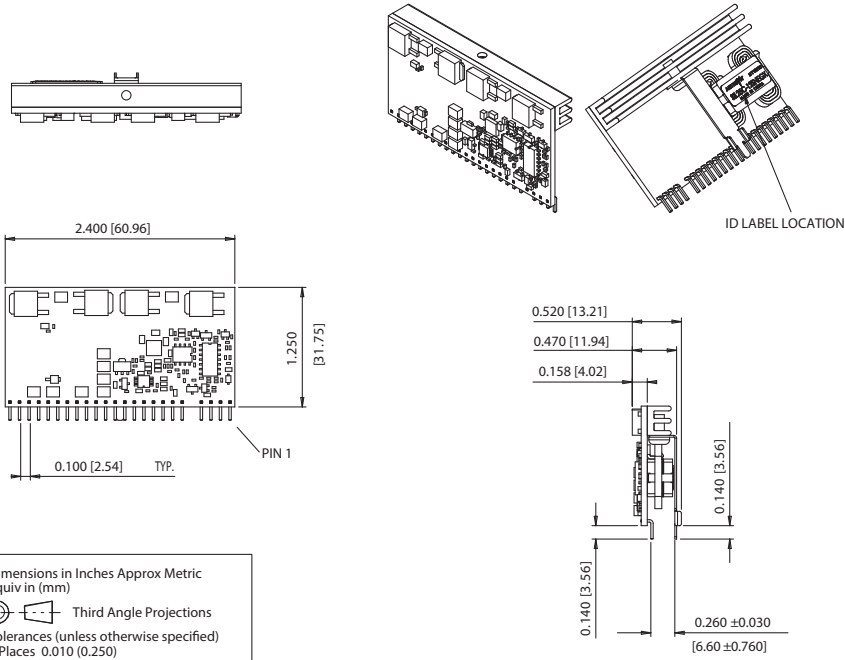 ID LABEL LOCATION
2.400 [60.96]
1.250
[31.75]
PIN 1
0.100 [2.54] TYP.
0.520 [13.21]
0.470 [11.94]
0.158 [4.02]
0.140 [3.56]
0.140 [3.56]
0.260 ±0.030
[6.60 ±0.760]
mensions in Inches Approx Metric
quiv in (mm)
Third Angle Projections
olerances (unless otherwise specified)
Places 0.010 (0.250)